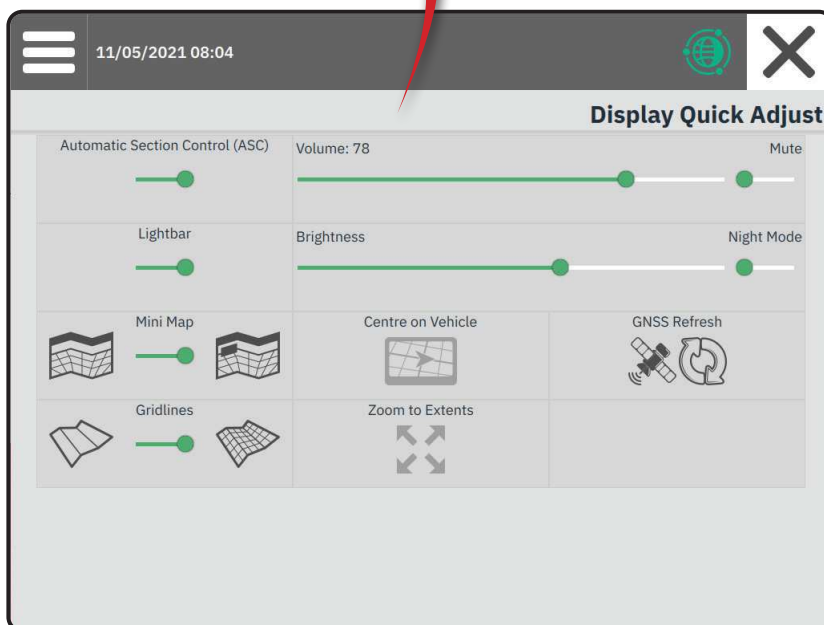 11/05/2021 08:04
Display Quick Adjust
Automatic Section Control (ASC)
Volume: 78
Mute
Lightbar
Brightness
Night Mode
Mini Map
Centre on Vehicle
GNSS Refresh
Gridlines
Zoom to Extents